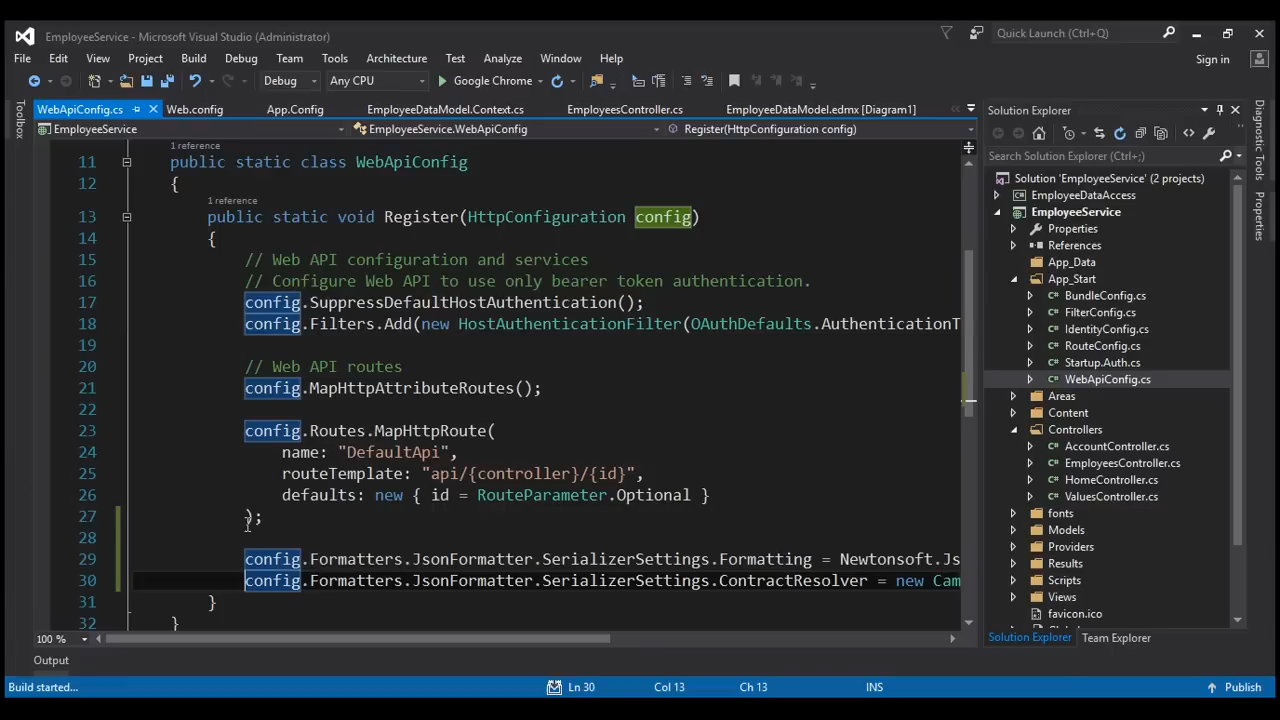 EmployeeService - Microsoft Visual Studio (Administrator)
Quick Launch (Ctrl+Q)
File Edit View Project Build Debug Team Tools Architecture Test Analyze Window Help
Sign in
Debug Any CPU Google Chrome
WebApiConfig.cs Web.config App.Config EmployeeDataModel.Context.cs EmployeesController.cs EmployeeDataModel.edmx [Diagram1]
EmployeeService EmployeeService.WebApiConfig Register(HttpConfiguration config)
Toolbox
1 reference
11 public static class WebApiConfig
12 {
1 reference
13 public static void Register(HttpConfiguration config)
14 {
15 // Web API configuration and services
16 // Configure Web API to use only bearer token authentication.
17 config.SuppressDefaultHostAuthentication();
18 config.Filters.Add(new HostAuthenticationFilter(OAuthDefaults.AuthenticationT
19
20 // Web API routes
21 config.MapHttpAttributeRoutes();
22
23 config.Routes.MapHttpRoute(
24 name: "DefaultApi",
25 routeTemplate: "api/{controller}/{id}",
26 defaults: new { id = RouteParameter.Optional }
27 );
28
29 config.Formatters.JsonFormatter.SerializerSettings.Formatting = Newtonsoft.Js
30 config.Formatters.JsonFormatter.SerializerSettings.ContractResolver = new Cam
31 }
}
100 %
Solution Explorer
Search Solution Explorer (Ctrl+;)
Solution 'EmployeeService' (2 projects)
EmployeeDataAccess
EmployeeService
Properties
References
App_Data
App_Start
BundleConfig.cs
FilterConfig.cs
IdentityConfig.cs
RouteConfig.cs
Startup.Auth.cs
WebApiConfig.cs
Areas
Content
Controllers
AccountController.cs
EmployeesController.cs
HomeController.cs
ValuesController.cs
fonts
Models
Providers
Results
Scripts
Views
favicon.ico
Solution Explorer Team Explorer
Diagnostic Tools
Properties
Output
Build started... Ln 30 Col 13 Ch 13 INS Publish